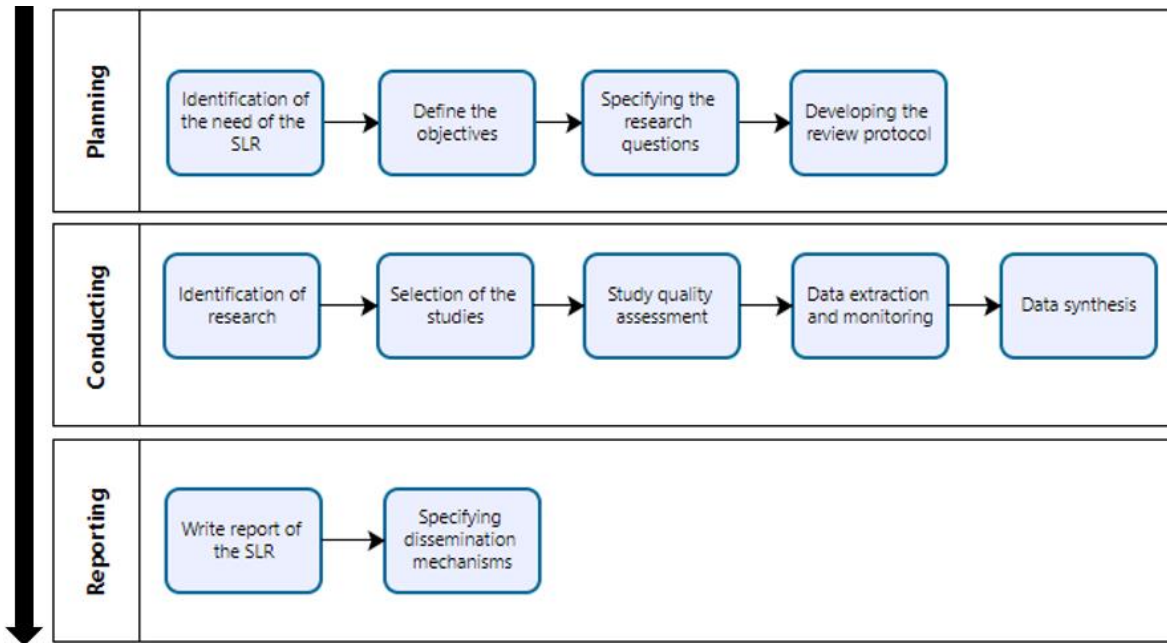 Planning
Identification of
the need of the
SLR
Define the
objectives
Specifying the
research
questions
Developing the
review protocol
Conducting
Identification of
research
Selection of the
studies
Study quality
assessment
Data extraction
and monitoring
Data synthesis
Reporting
Write report of
the SLR
Specifying
dissemination
mechanisms